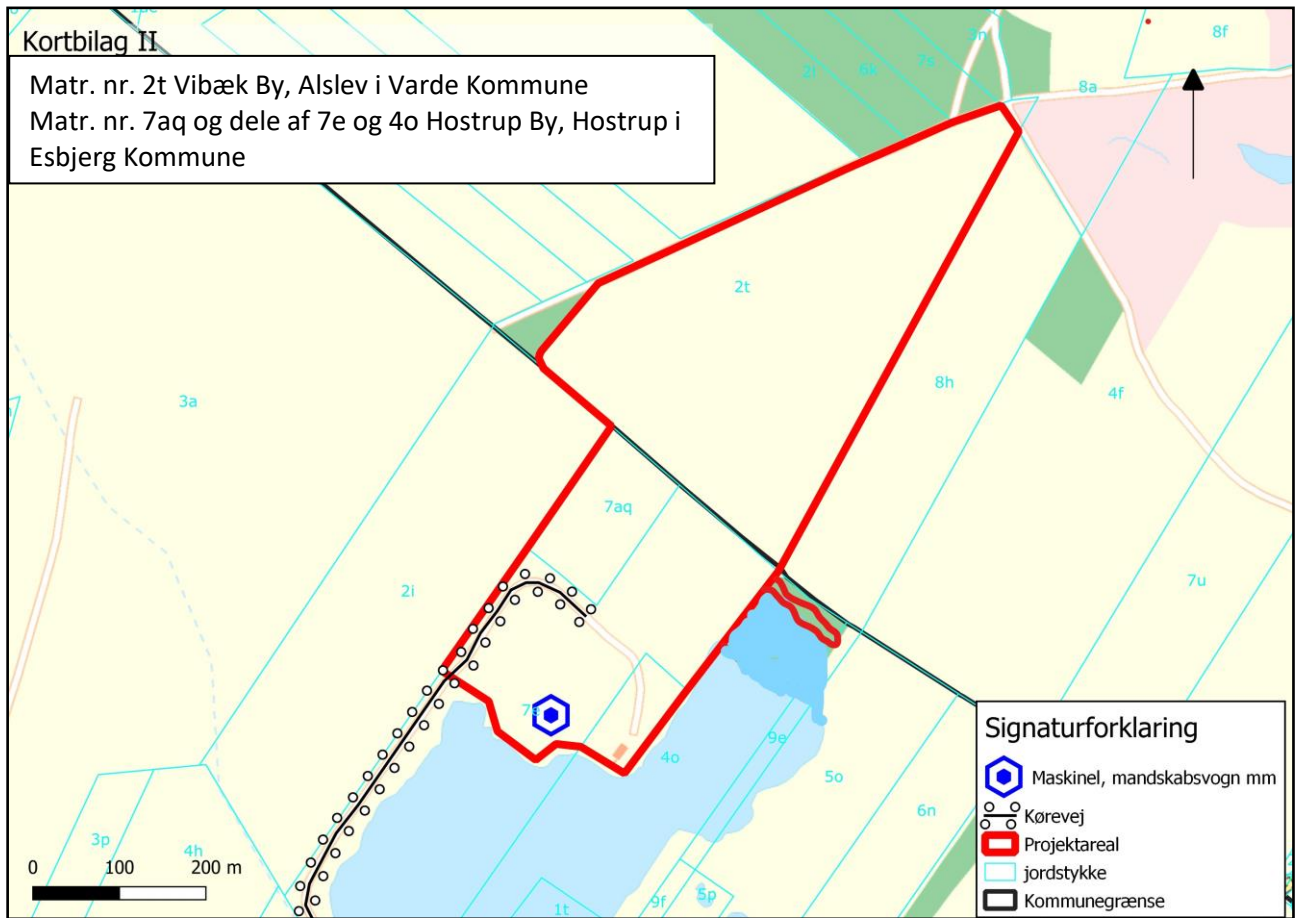 Kortbilag II
Matr. nr. 2t Vibæk By, Alslev i Varde Kommune
Matr. nr. 7aq og dele af 7e og 4o Hostrup By, Hostrup i
Esbjerg Kommune
3n
8f
2l
6k
7s
8a
2t
3a
8h
4f
7aq
2i
7u
7e
4o
9e
5o
6n
3p
4h
9f
5p
1t
0 100 200 m
Signaturforklaring
Maskinel, mandskabsvogn mm
Kørevej
Projektareal
jordstykke
Kommunegrænse